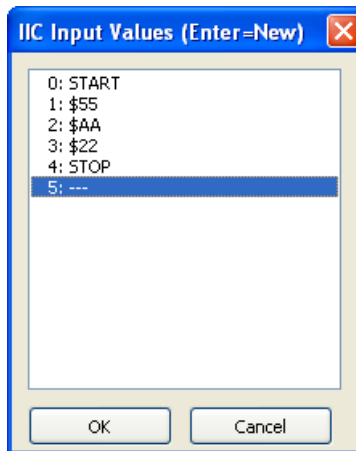 IIC Input Values (Enter=New)
0: START
1: $55
2: $AA
3: $22
4: STOP
5: ---
OK
Cancel